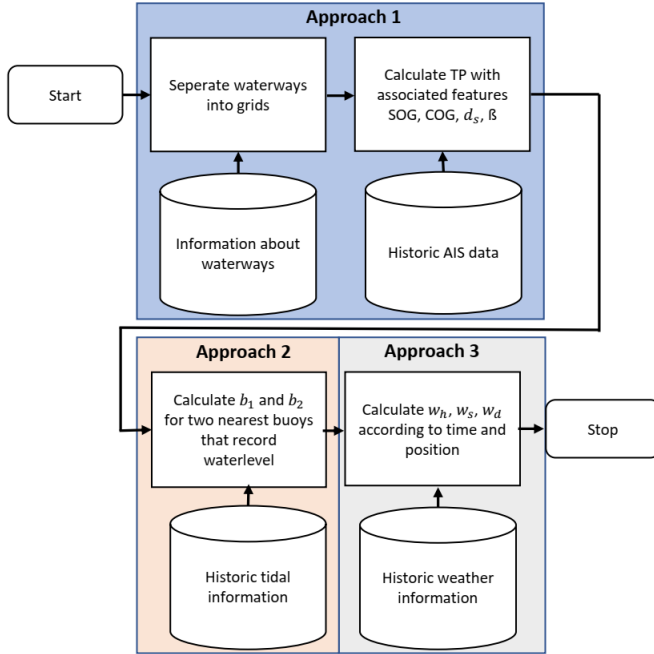 Approach 1
Start
Seperate waterways
into grids
Calculate TP with
associated features
SOG, COG, d_s, ß
Information about
waterways
Historic AIS data
Approach 2
Approach 3
Calculate b_1 and b_2
for two nearest buoys
that record
waterlevel
Calculate w_h, w_s, w_d
according to time and
position
Stop
Historic tidal
information
Historic weather
information